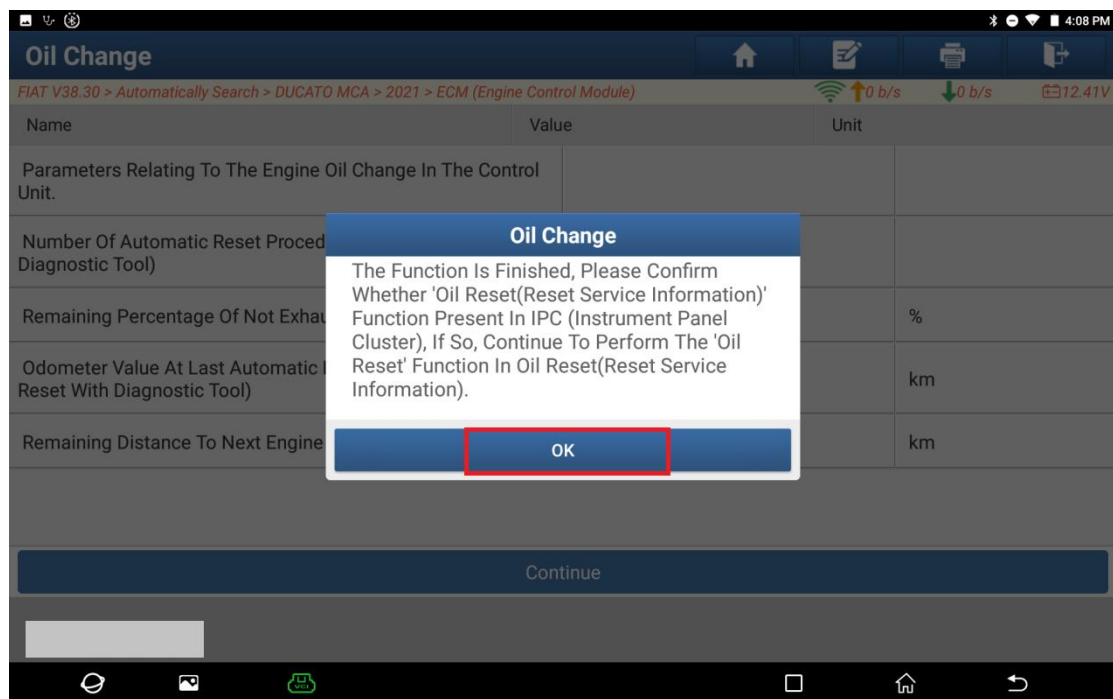 4:08 PM
Oil Change
FIAT V38.30 > Automatically Search > DUCATO MCA > 2021 > ECM (Engine Control Module)
0 b/s
0 b/s
12.41V
Name
Value
Unit
Parameters Relating To The Engine Oil Change In The Control
Unit.
Number Of Automatic Reset Proced
Diagnostic Tool)
Remaining Percentage Of Not Exhau
%
Odometer Value At Last Automatic
Reset With Diagnostic Tool)
km
Remaining Distance To Next Engine
km
Oil Change
The Function Is Finished, Please Confirm
Whether 'Oil Reset(Reset Service Information)'
Function Present In IPC (Instrument Panel
Cluster), If So, Continue To Perform The 'Oil
Reset' Function In Oil Reset(Reset Service
Information).
OK
Continue
VCI